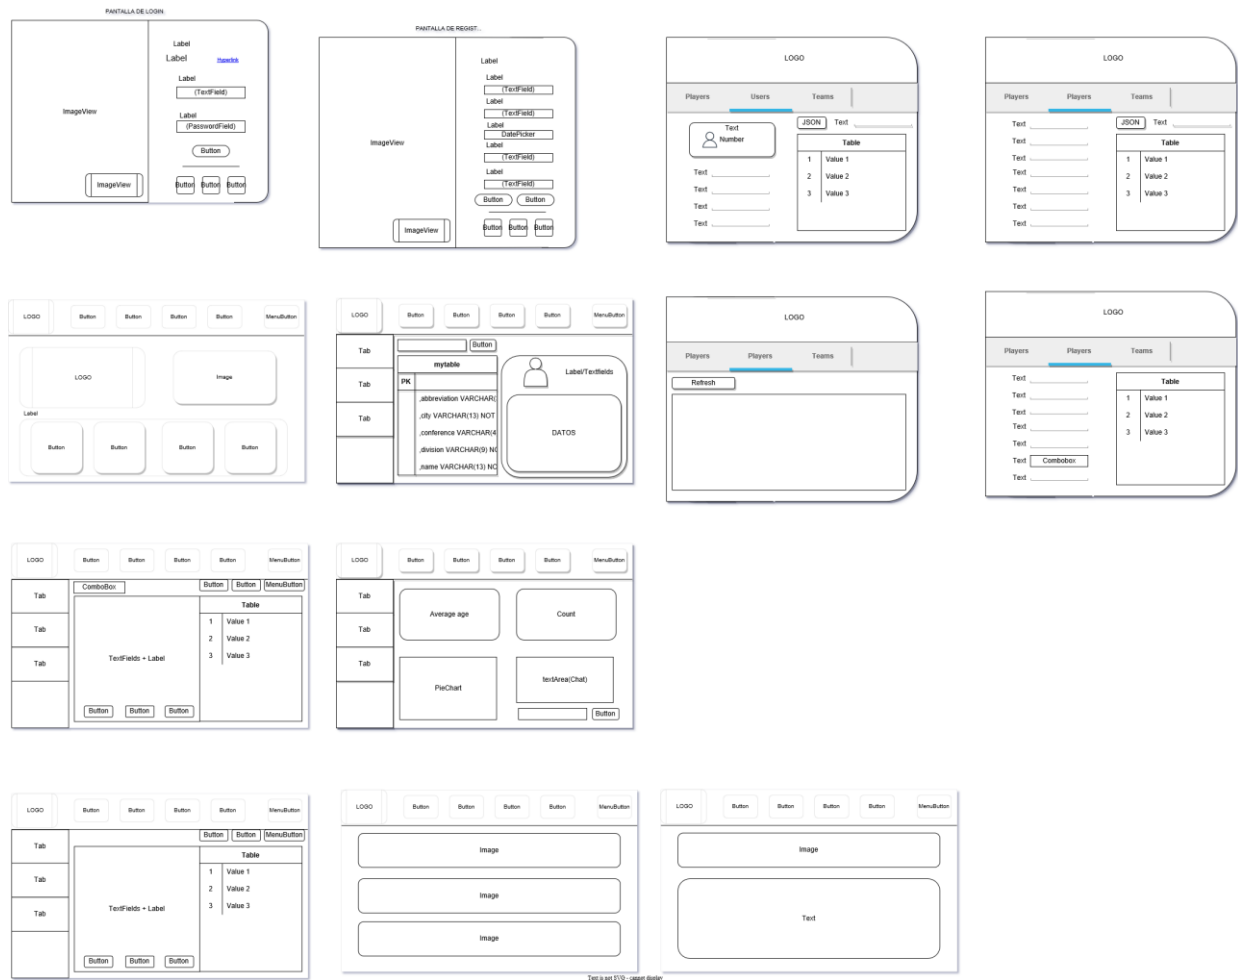 PANTALLA DE LOGIN.
Label
Label Hyperlink
Label
(TextField)
Label
(PasswordField)
Button
ImageView
ImageView
Button Button Button
PANTALLA DE REGIST...
Label
Label
(TextField)
Label
(TextField)
Label
DatePicker
Label
(TextField)
Label
(TextField)
Button Button
ImageView
ImageView
Button Button Button
LOGO
Players Users Teams
Text
Number
JSON Text
Table
1 Value 1
2 Value 2
3 Value 3
Text
Text
Text
Text
LOGO
Players Players Teams
Text
Text
Text
Text
Text
Text
Text
JSON Text
Table
1 Value 1
2 Value 2
3 Value 3
LOGO Button Button Button Button MenuButton
LOGO
Image
Label
Button Button Button Button
LOGO Button Button Button Button MenuButton
Tab
Tab
Tab
Button
mytable
PK
,abbreviation VARCHAR(
,city VARCHAR(13) NOT
,conference VARCHAR(4
,division VARCHAR(9) NO
,name VARCHAR(13) NO
Label/Textfields
DATOS
LOGO
Players Players Teams
Refresh
LOGO
Players Players Teams
Text
Text
Text
Text
Text
Text Combobox
Text
Table
1 Value 1
2 Value 2
3 Value 3
LOGO Button Button Button Button MenuButton
Tab
Tab
Tab
ComboBox
Button Button MenuButton
TextFields + Label
Table
1 Value 1
2 Value 2
3 Value 3
Button Button Button
LOGO Button Button Button Button MenuButton
Tab
Tab
Tab
Average age
Count
PieChart
textArea(Chat)
Button
LOGO Button Button Button Button MenuButton
Tab
Tab
Tab
Button Button MenuButton
TextFields + Label
Table
1 Value 1
2 Value 2
3 Value 3
Button Button Button
LOGO Button Button Button Button MenuButton
Image
Image
Image
LOGO Button Button Button Button MenuButton
Image
Text
Text is not SVG - cannot display